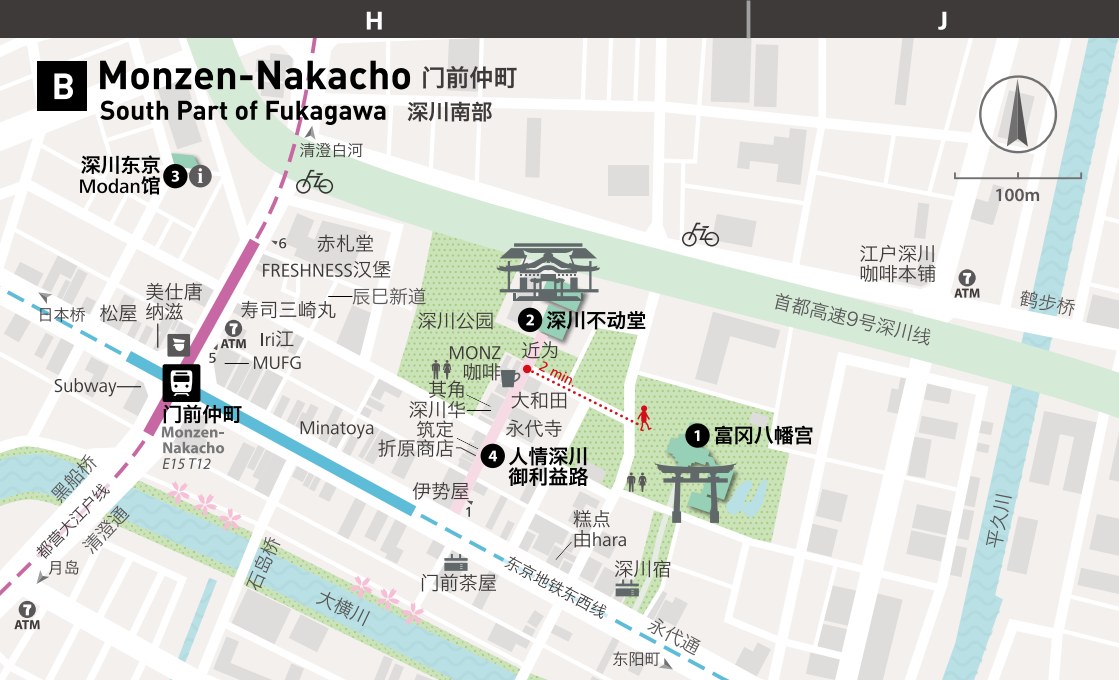 H
J
B
Monzen-Nakacho 门前仲町
South Part of Fukagawa 深川南部
清澄白河
深川东京
Modan馆
3
i
100m
6
赤札堂
FRESHNESS汉堡
辰巳新道
寿司三崎丸
美仕唐
纳滋
松屋
日本桥
7
ATM
Iri江
5
MUFG
Subway
门前仲町
Monzen-
Nakacho
E15 T12
Minatoya
深川公园
2 深川不动堂
MONZ
咖啡
近为
2 min
其角
深川华
大和田
筑定
折原商店
永代寺
4 人情深川
御利益路
伊势屋
1
1 富冈八幡宫
江户深川
咖啡本铺
7
ATM
鹤步桥
首都高速9号深川线
平久川
糕点
由hara
深川宿
门前茶屋
东京地铁东西线
永代通
东阳町
黑船桥
都营大江户线
清澄通
月岛
7
ATM
石岛桥
大横川